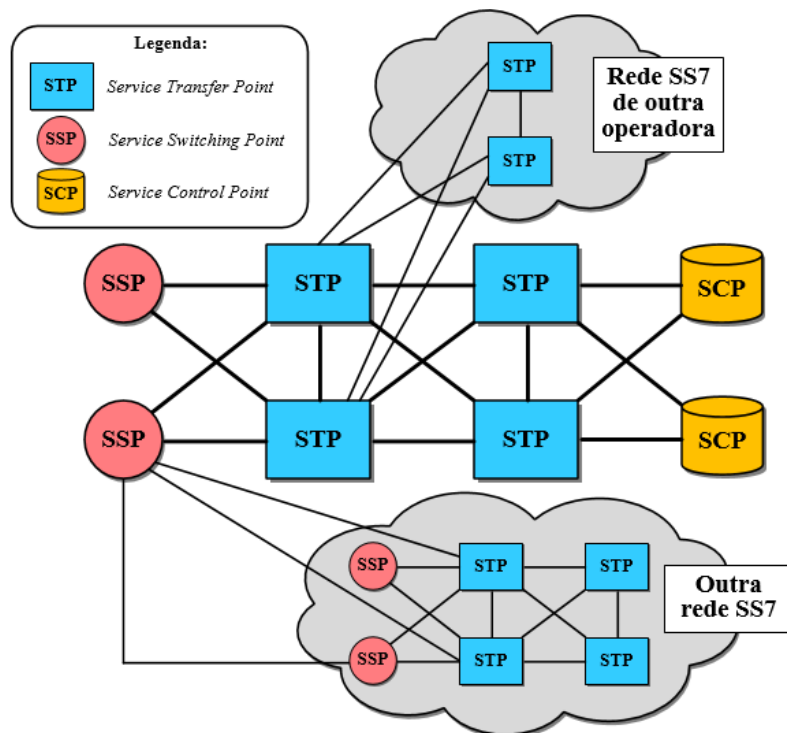 Legenda:
STP Service Transfer Point
SSP Service Switching Point
SCP Service Control Point
STP
STP
Rede SS7
de outra
operadora
SSP STP STP SCP
SSP STP STP SCP
SSP STP STP
SSP STP STP
Outra
rede SS7